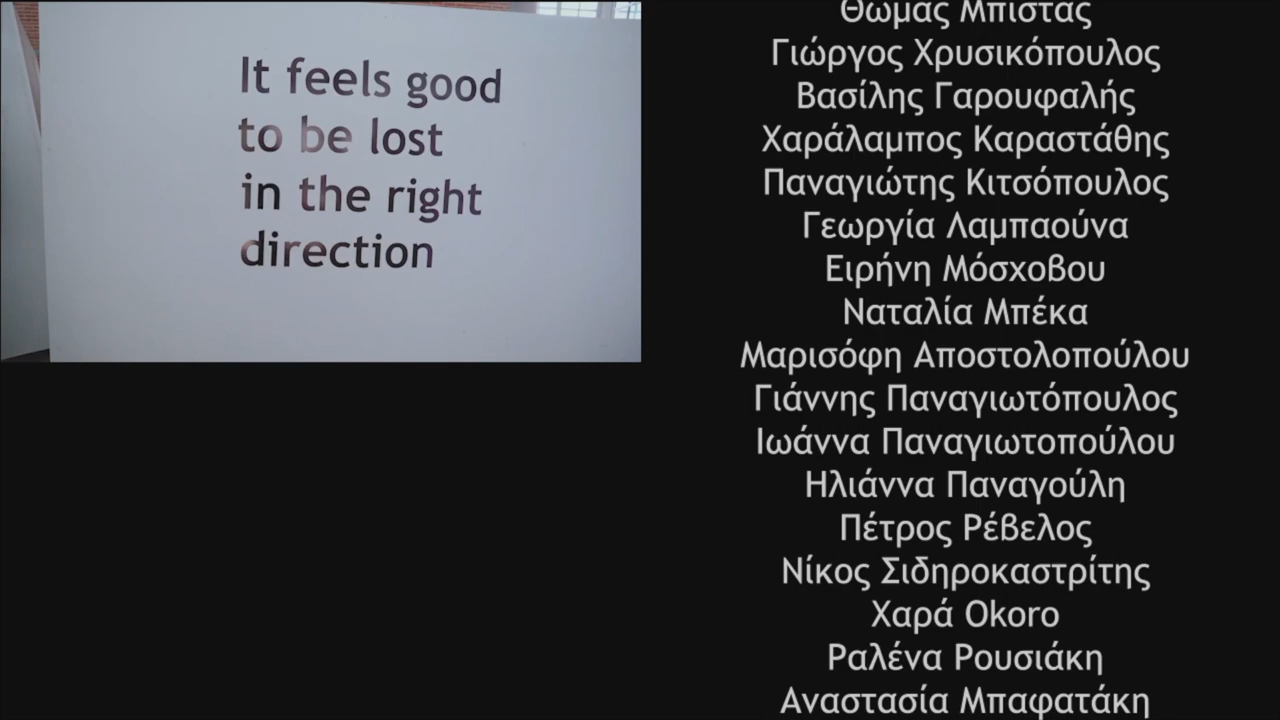 It feels good
to be lost
in the right
direction
Θωμάς Μπίστας
Γιώργος Χρυσικόπουλος
Βασίλης Γαρουφαλής
Χαράλαμπος Καραστάθης
Παναγιώτης Κιτσόπουλος
Γεωργία Λαμπαούνα
Ειρήνη Μόσχοβου
Ναταλία Μπέκα
Μαρισόφη Αποστολοπούλου
Γιάννης Παναγιωτόπουλος
Ιωάννα Παναγιωτοπούλου
Ηλιάννα Παναγούλη
Πέτρος Ρέβελος
Νίκος Σιδηροκαστρίτης
Χαρά Okoro
Ραλένα Ρουσιάκη
Αναστασία Μπαφατάκη